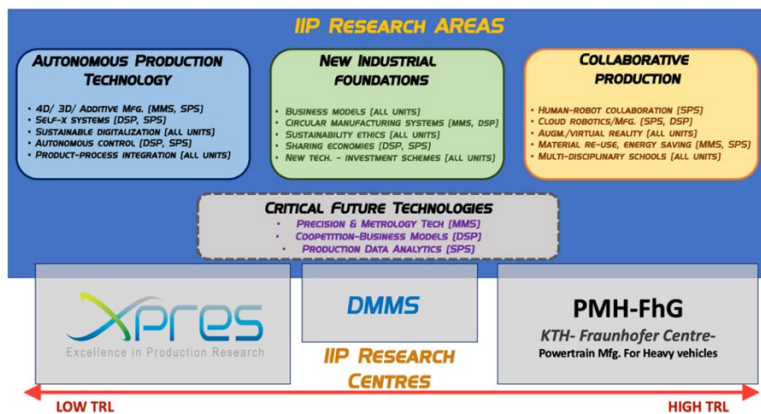 IIP Research AREAS
Autonomous Production
Technology
• 4D/ 3D/ Additive Mfg. (MMS, SPS)
• Self-X systems (DSP, SPS)
• Sustainable digitalization (all units)
• Autonomous control (DSP, SPS)
• Product-process integration (all units)
New Industrial
foundations
• Business models (all units)
• Circular manufacturing systems (MMS, DSP)
• Sustainability ethics (all units)
• Sharing economies (DSP, SPS)
• New tech. - investment schemes (all units)
Collaborative
production
• Human-robot collaboration (SPS)
• Cloud robotics/Mfg. (SPS, DSP)
• Augm./Virtual reality (all units)
• Material re-use, energy saving (MMS, SPS)
• Multi-disciplinary schools (all units)
Critical Future Technologies
• Precision & Metrology Tech (MMS)
• Coopetition-Business Models (DSP)
• Production Data Analytics (SPS)
Xpres
Excellence in Production Research
DMMS
PMH-FhG
KTH- Fraunhofer Centre-
Powertrain Mfg. For Heavy vehicles
IIP Research
Centres
LOW TRL
HIGH TRL